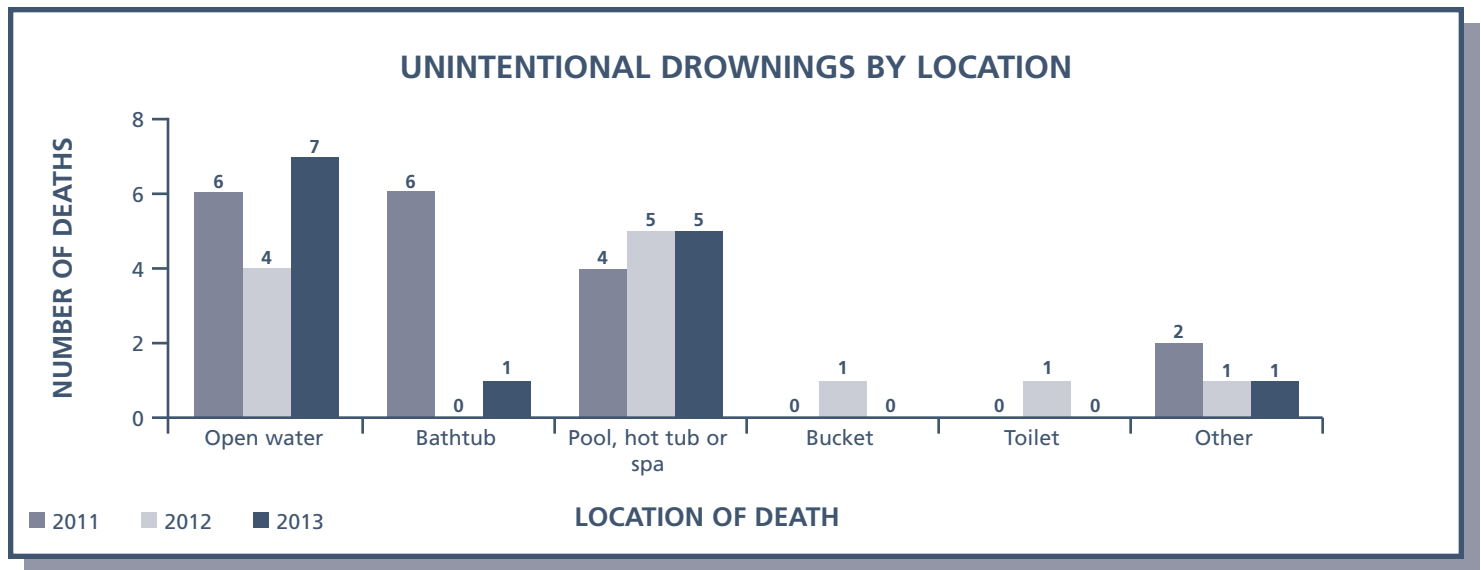 UNINTENTIONAL DROWNINGS BY LOCATION
NUMBER OF DEATHS
8
6
4
2
0
6
4
7
6
0
1
4
5
5
0
1
0
0
1
0
2
1
1
Open water
Bathtub
Pool, hot tub or
spa
Bucket
Toilet
Other
LOCATION OF DEATH
2011
2012
2013